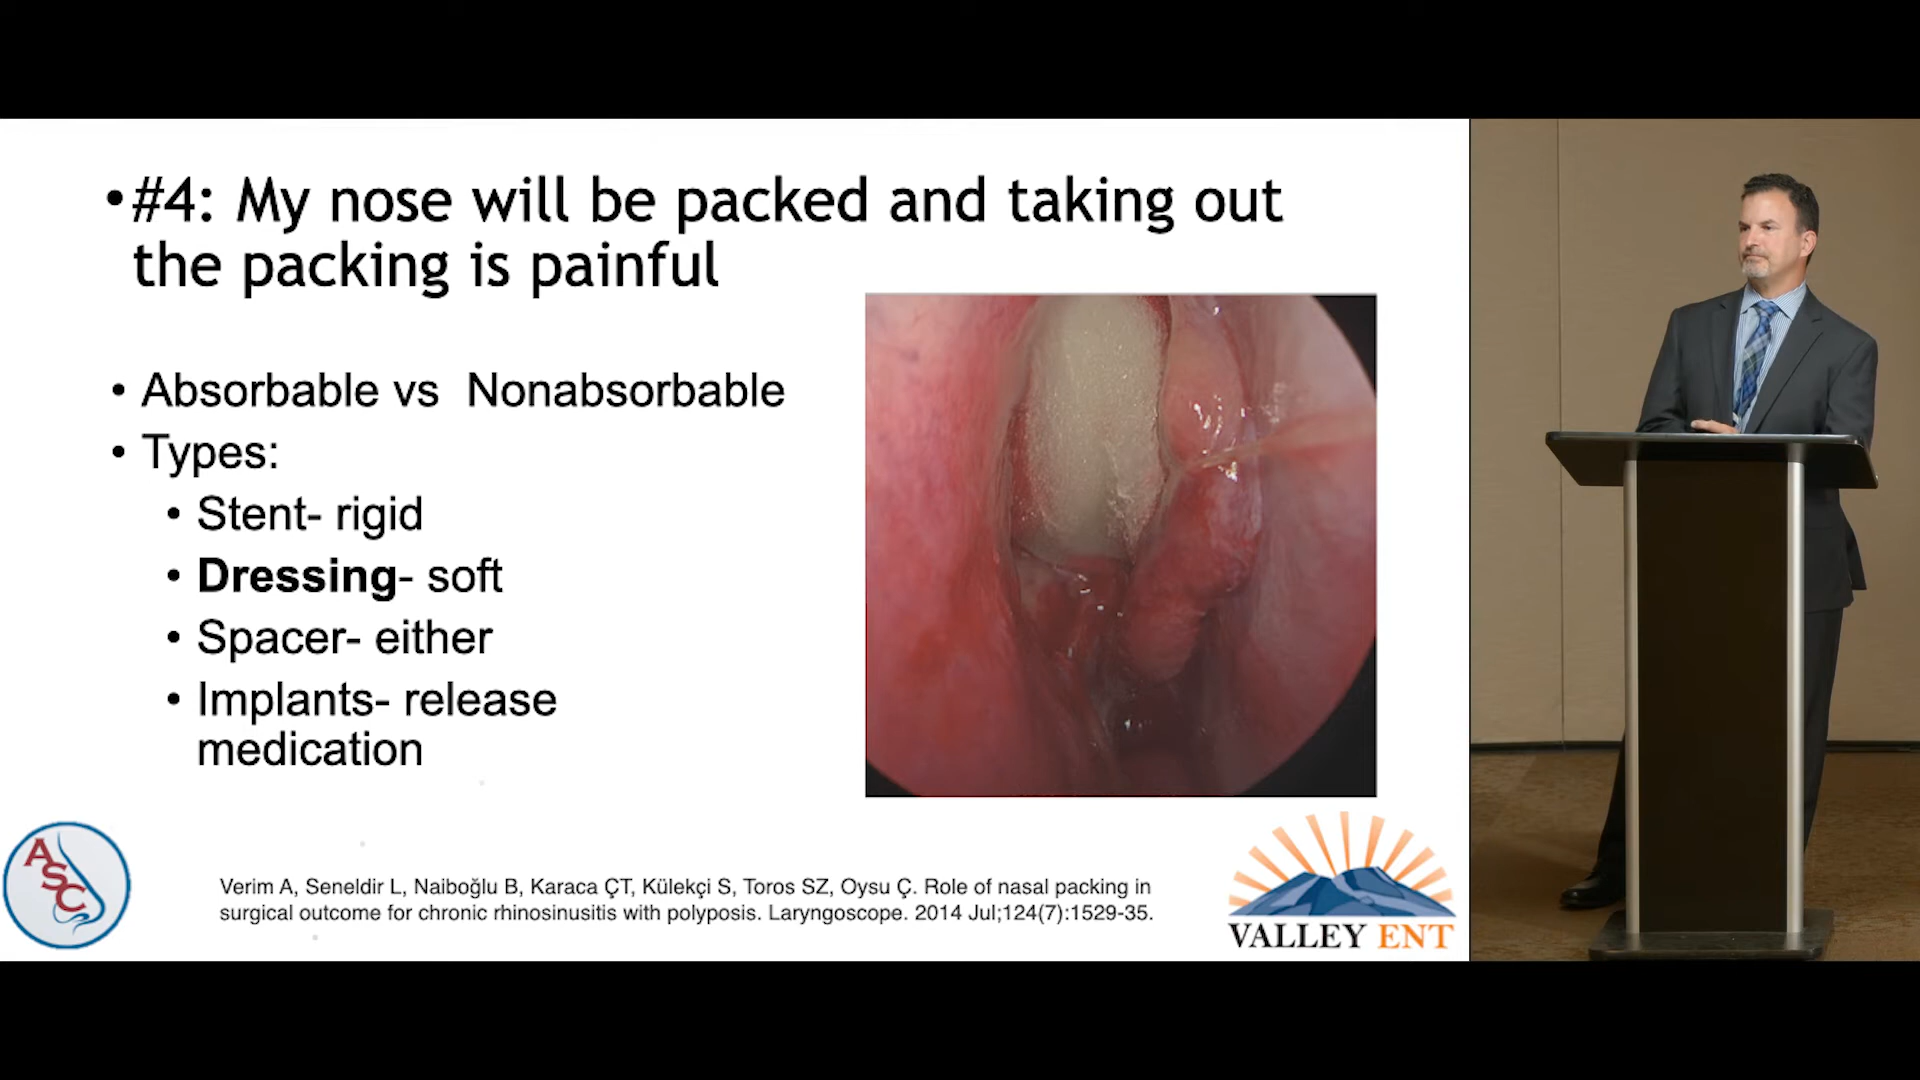 •#4: My nose will be packed and taking out
the packing is painful
• Absorbable vs Nonabsorbable
• Types:
• Stent- rigid
• Dressing- soft
• Spacer- either
• Implants- release
medication
ASC
Verim A, Seneldir L, Naiboğlu B, Karaca ÇT, Külekçi S, Toros SZ, Oysu Ç. Role of nasal packing in
surgical outcome for chronic rhinosinusitis with polyposis. Laryngoscope. 2014 Jul;124(7):1529-35.
VALLEY ENT